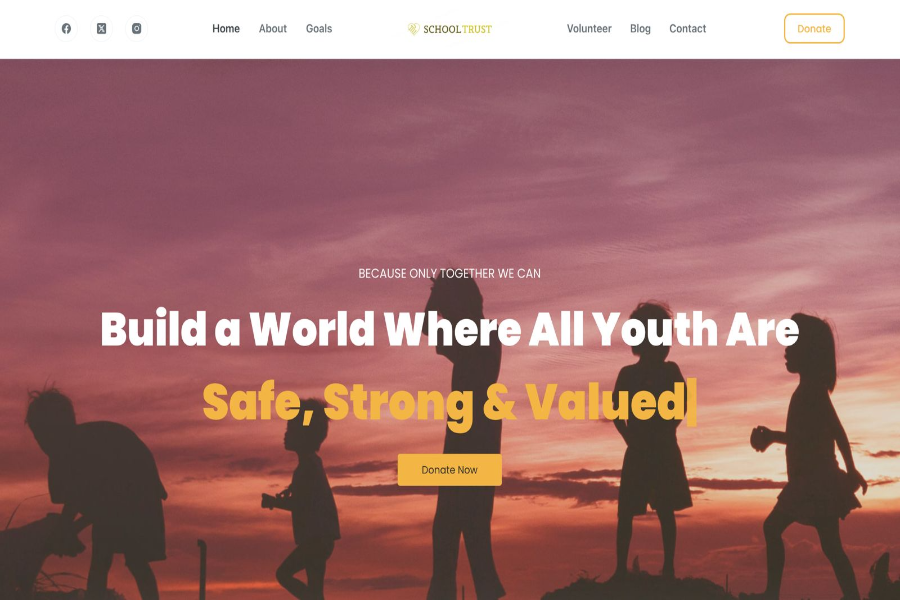 Home About Goals SCHOOL TRUST Volunteer Blog Contact Donate
BECAUSE ONLY TOGETHER WE CAN
Build a World Where All Youth Are
Safe, Strong & Valued|
Donate Now